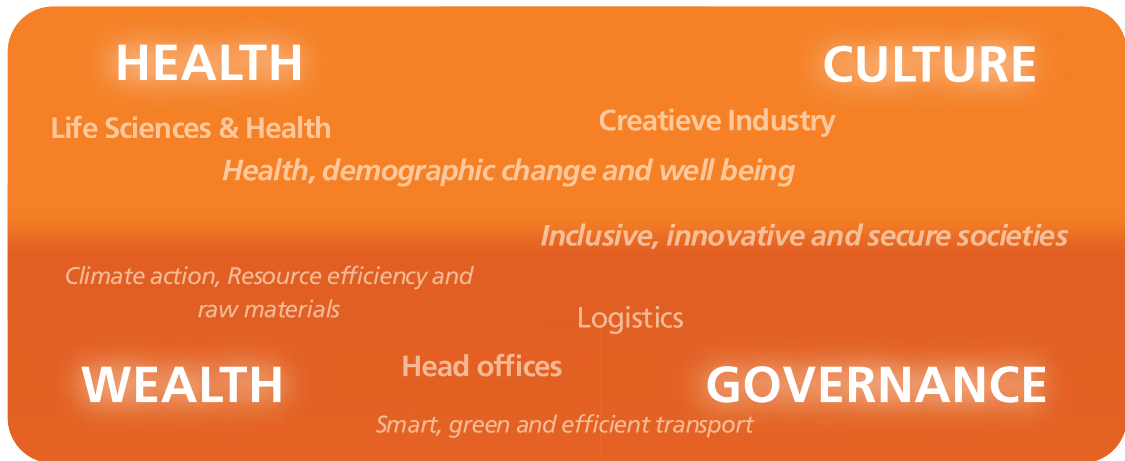 HEALTH
CULTURE
Life Sciences & Health
Creatieve Industry
Health, demographic change and well being
Inclusive, innovative and secure societies
Climate action, Resource efficiency and
raw materials
Logistics
Head offices
WEALTH
GOVERNANCE
Smart, green and efficient transport